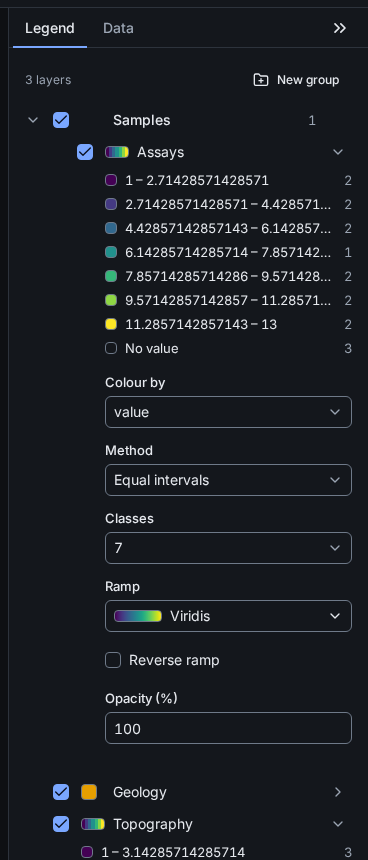 Legend Data
3 layers New group
Samples 1
Assays
1 – 2.71428571428571 2
2.71428571428571 – 4.428571... 2
4.42857142857143 – 6.142857... 2
6.14285714285714 – 7.857142... 1
7.85714285714286 – 9.571428... 2
9.57142857142857 – 11.28571... 2
11.2857142857143 – 13 2
No value 3
Colour by
value
Method
Equal intervals
Classes
7
Ramp
Viridis
Reverse ramp
Opacity (%)
100
Geology
Topography
1 – 3.14285714285714 3